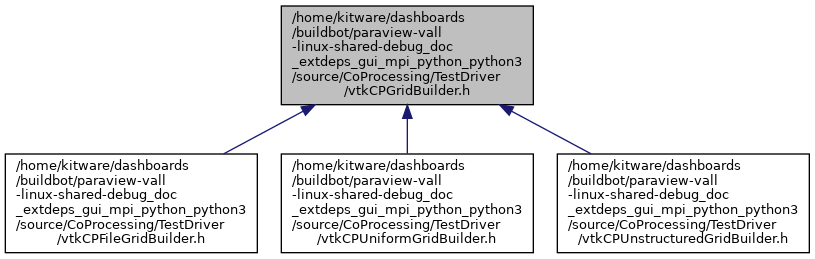 /home/kitware/dashboards
/buildbot/paraview-vall
-linux-shared-debug_doc
_extdeps_gui_mpi_python_python3
/source/CoProcessing/TestDriver
/vtkCPGridBuilder.h
/home/kitware/dashboards
/buildbot/paraview-vall
-linux-shared-debug_doc
_extdeps_gui_mpi_python_python3
/source/CoProcessing/TestDriver
/vtkCPFileGridBuilder.h
/home/kitware/dashboards
/buildbot/paraview-vall
-linux-shared-debug_doc
_extdeps_gui_mpi_python_python3
/source/CoProcessing/TestDriver
/vtkCPUniformGridBuilder.h
/home/kitware/dashboards
/buildbot/paraview-vall
-linux-shared-debug_doc
_extdeps_gui_mpi_python_python3
/source/CoProcessing/TestDriver
/vtkCPUnstructuredGridBuilder.h